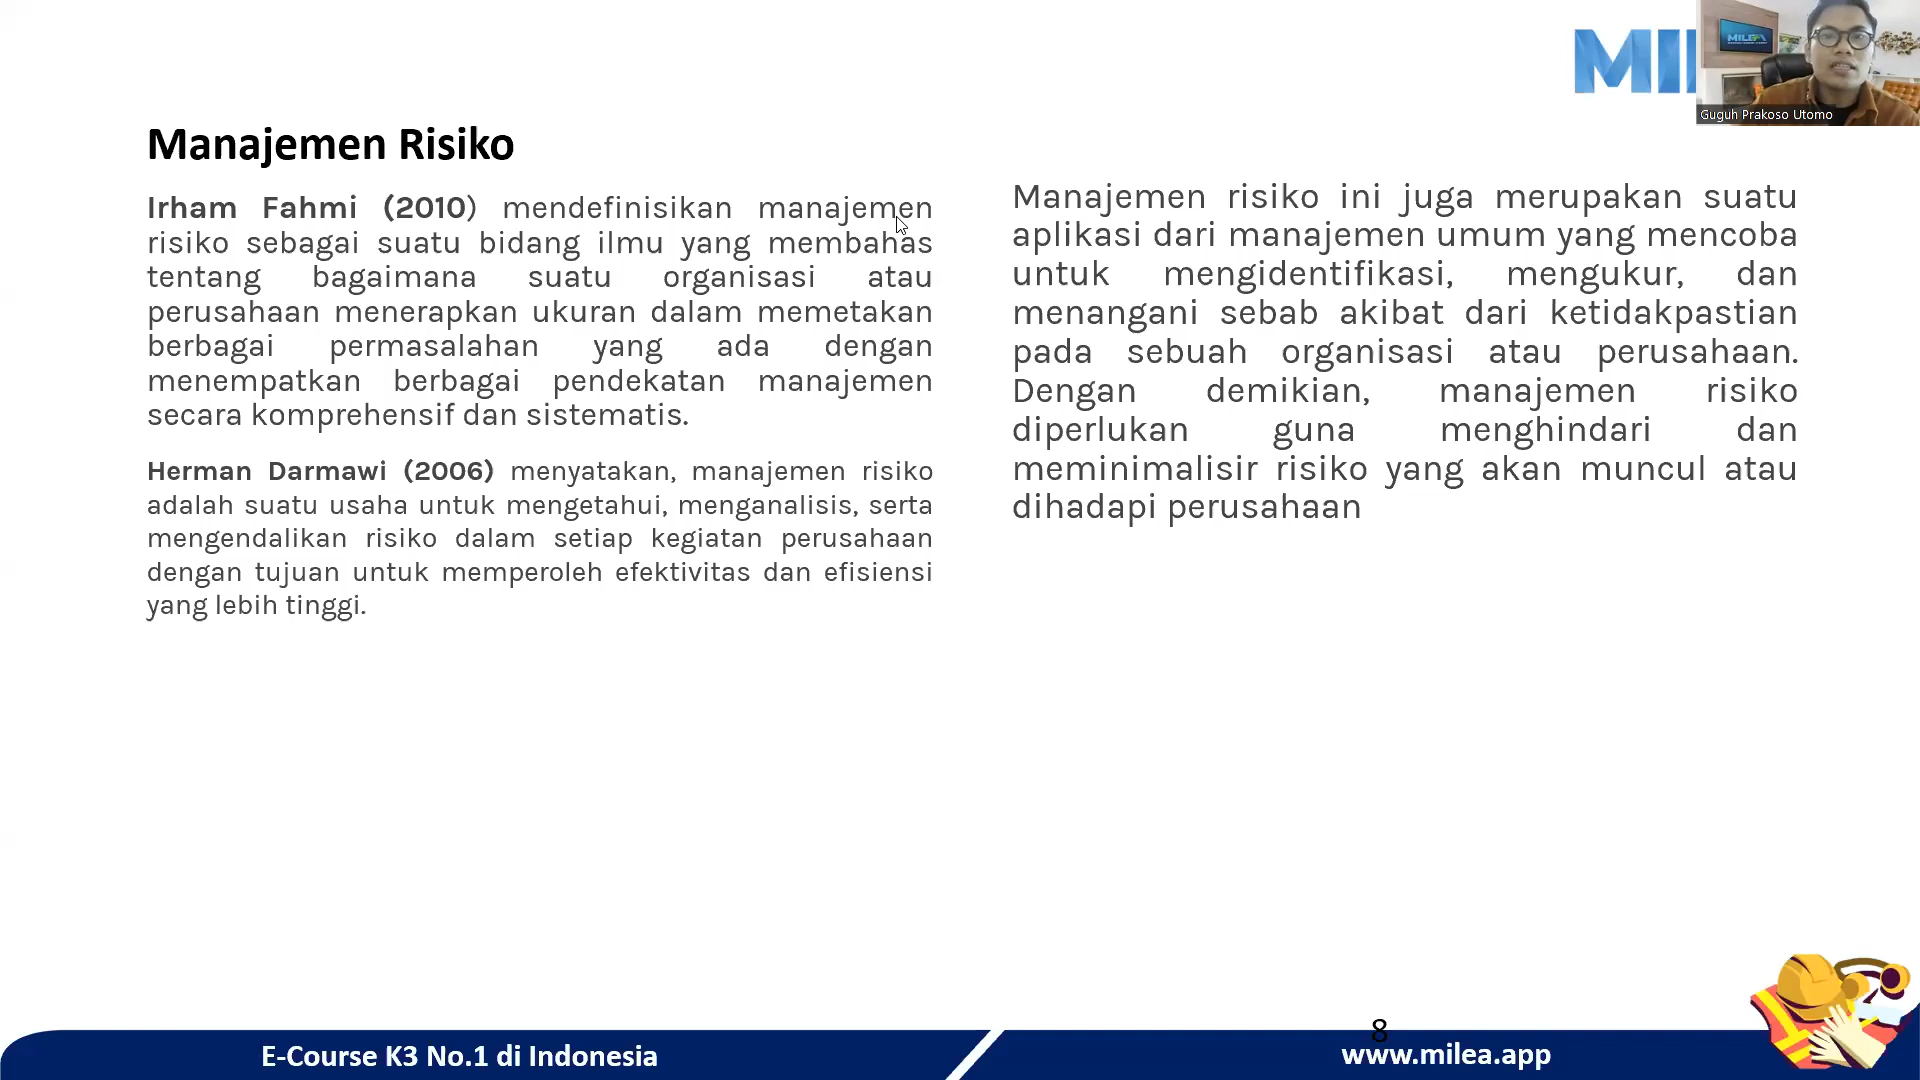 Manajemen Risiko
Irham Fahmi (2010) mendefinisikan manajemen
risiko sebagai suatu bidang ilmu yang membahas
tentang bagaimana suatu organisasi atau
perusahaan menerapkan ukuran dalam memetakan
berbagai permasalahan yang ada dengan
menempatkan berbagai pendekatan manajemen
secara komprehensif dan sistematis.
Herman Darmawi (2006) menyatakan, manajemen risiko
adalah suatu usaha untuk mengetahui, menganalisis, serta
mengendalikan risiko dalam setiap kegiatan perusahaan
dengan tujuan untuk memperoleh efektivitas dan efisiensi
yang lebih tinggi.
Manajemen risiko ini juga merupakan suatu
aplikasi dari manajemen umum yang mencoba
untuk mengidentifikasi, mengukur, dan
menangani sebab akibat dari ketidakpastian
pada sebuah organisasi atau perusahaan.
Dengan demikian, manajemen risiko
diperlukan guna menghindari dan
meminimalisir risiko yang akan muncul atau
dihadapi perusahaan
MILEA
Guguh Prakoso Utomo
8
E-Course K3 No.1 di Indonesia
www.milea.app